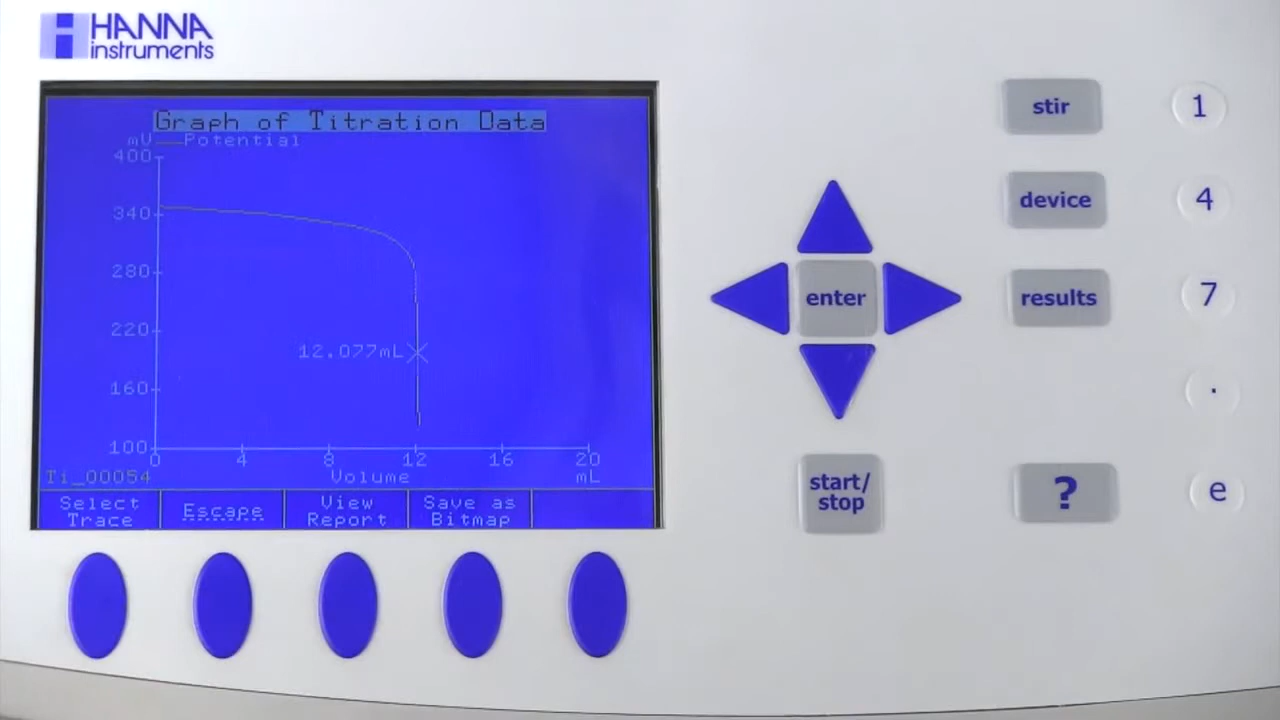 HANNA
instruments
Graph of Titration Data
mV Potential
400
340
280
220
12.077mL
160
100
0 4 8 12 16 20
Ti_00054 Volume mL
Select Trace
Escape
View Report
Save as Bitmap
stir
device
enter
results
start/
stop
?
1
4
7
.
e